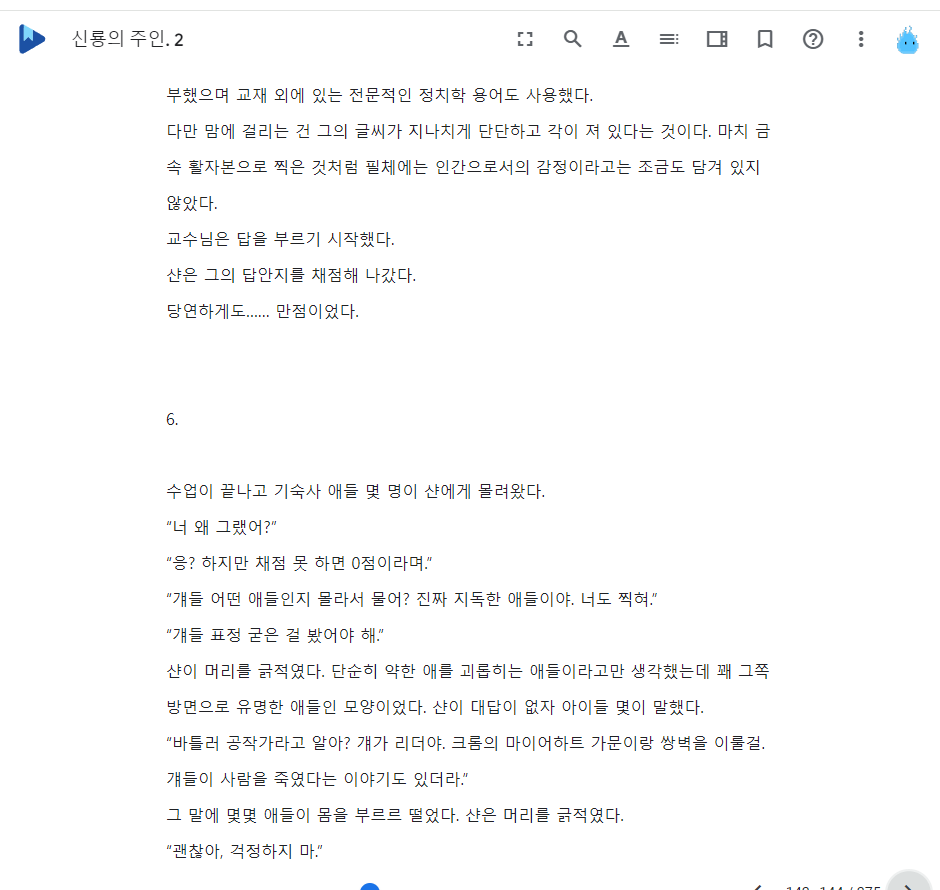 신룡의 주인. 2
부했으며 교재 외에 있는 전문적인 정치학 용어도 사용했다.
다만 맘에 걸리는 건 그의 글씨가 지나치게 단단하고 각이 져 있다는 것이다. 마치 금
속 활자본으로 찍은 것처럼 필체에는 인간으로서의 감정이라고는 조금도 담겨 있지
않았다.
교수님은 답을 부르기 시작했다.
샨은 그의 답안지를 채점해 나갔다.
당연하게도...... 만점이었다.
6.
수업이 끝나고 기숙사 애들 몇 명이 샨에게 몰려왔다.
“너 왜 그랬어?”
“응? 하지만 채점 못 하면 0점이라며.”
“걔들 어떤 애들인지 몰라서 물어? 진짜 지독한 애들이야. 너도 찍혀.”
“걔들 표정 굳은 걸 봤어야 해.”
샨이 머리를 긁적였다. 단순히 약한 애를 괴롭히는 애들이라고만 생각했는데 꽤 그쪽
방면으로 유명한 애들인 모양이었다. 샨이 대답이 없자 아이들 몇이 말했다.
“바틀러 공작가라고 알아? 걔가 리더야. 크롬의 마이어하트 가문이랑 쌍벽을 이룰걸.
걔들이 사람을 죽였다는 이야기도 있더라.”
그 말에 몇몇 애들이 몸을 부르르 떨었다. 샨은 머리를 긁적였다.
“괜찮아, 걱정하지 마.”